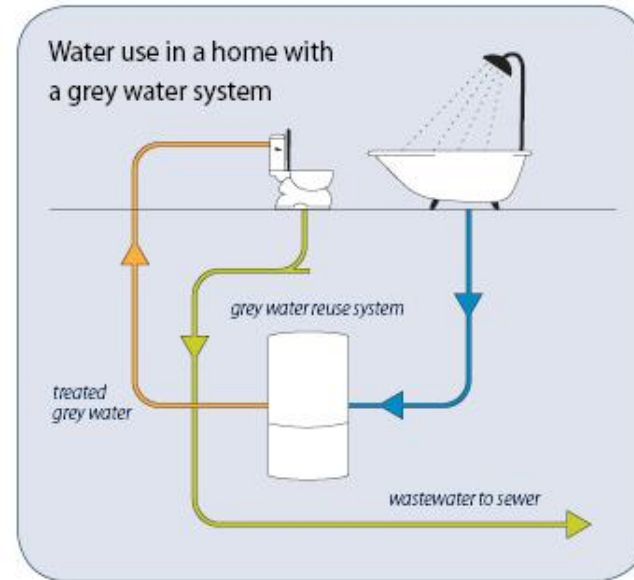 Water use in a home with
a grey water system
grey water reuse system
treated
grey water
wastewater to sewer